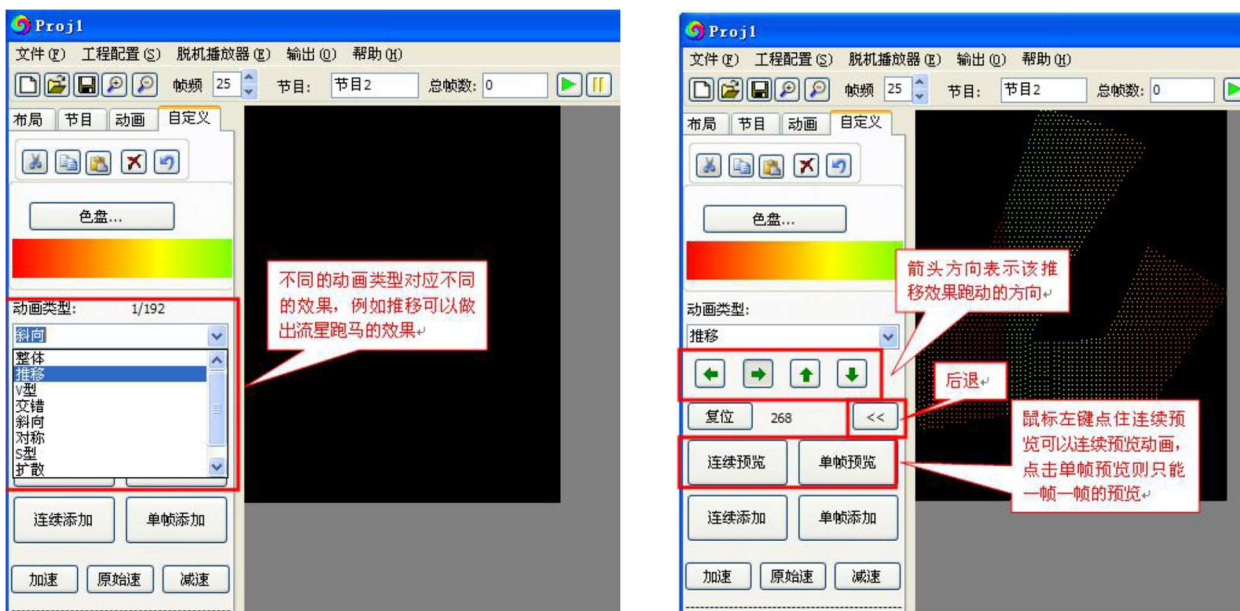 Proj1
文件(F) 工程配置(S) 脱机播放器(E) 输出(O) 帮助(H)
帧频 25 节目: 节目2 总帧数: 0
布局 节目 动画 自定义
色盘...
不同的动画类型对应不同
的效果，例如推移可以做
出流星跑马的效果
动画类型: 1/192
斜向
整体
推移
V型
交错
斜向
对称
S型
扩散
连续添加 单帧添加
加速 原始速 减速
Proj1
文件(F) 工程配置(S) 脱机播放器(E) 输出(O) 帮助(H)
帧频 25 节目: 节目2 总帧数: 0
布局 节目 动画 自定义
色盘...
箭头方向表示该推
移效果跑动的方向
动画类型:
推移
后退
复位 268 <<
鼠标左键点住连续预
览可以连续预览动画，
点击单帧预览则只能
一帧一帧的预览
连续预览 单帧预览
连续添加 单帧添加
加速 原始速 减速